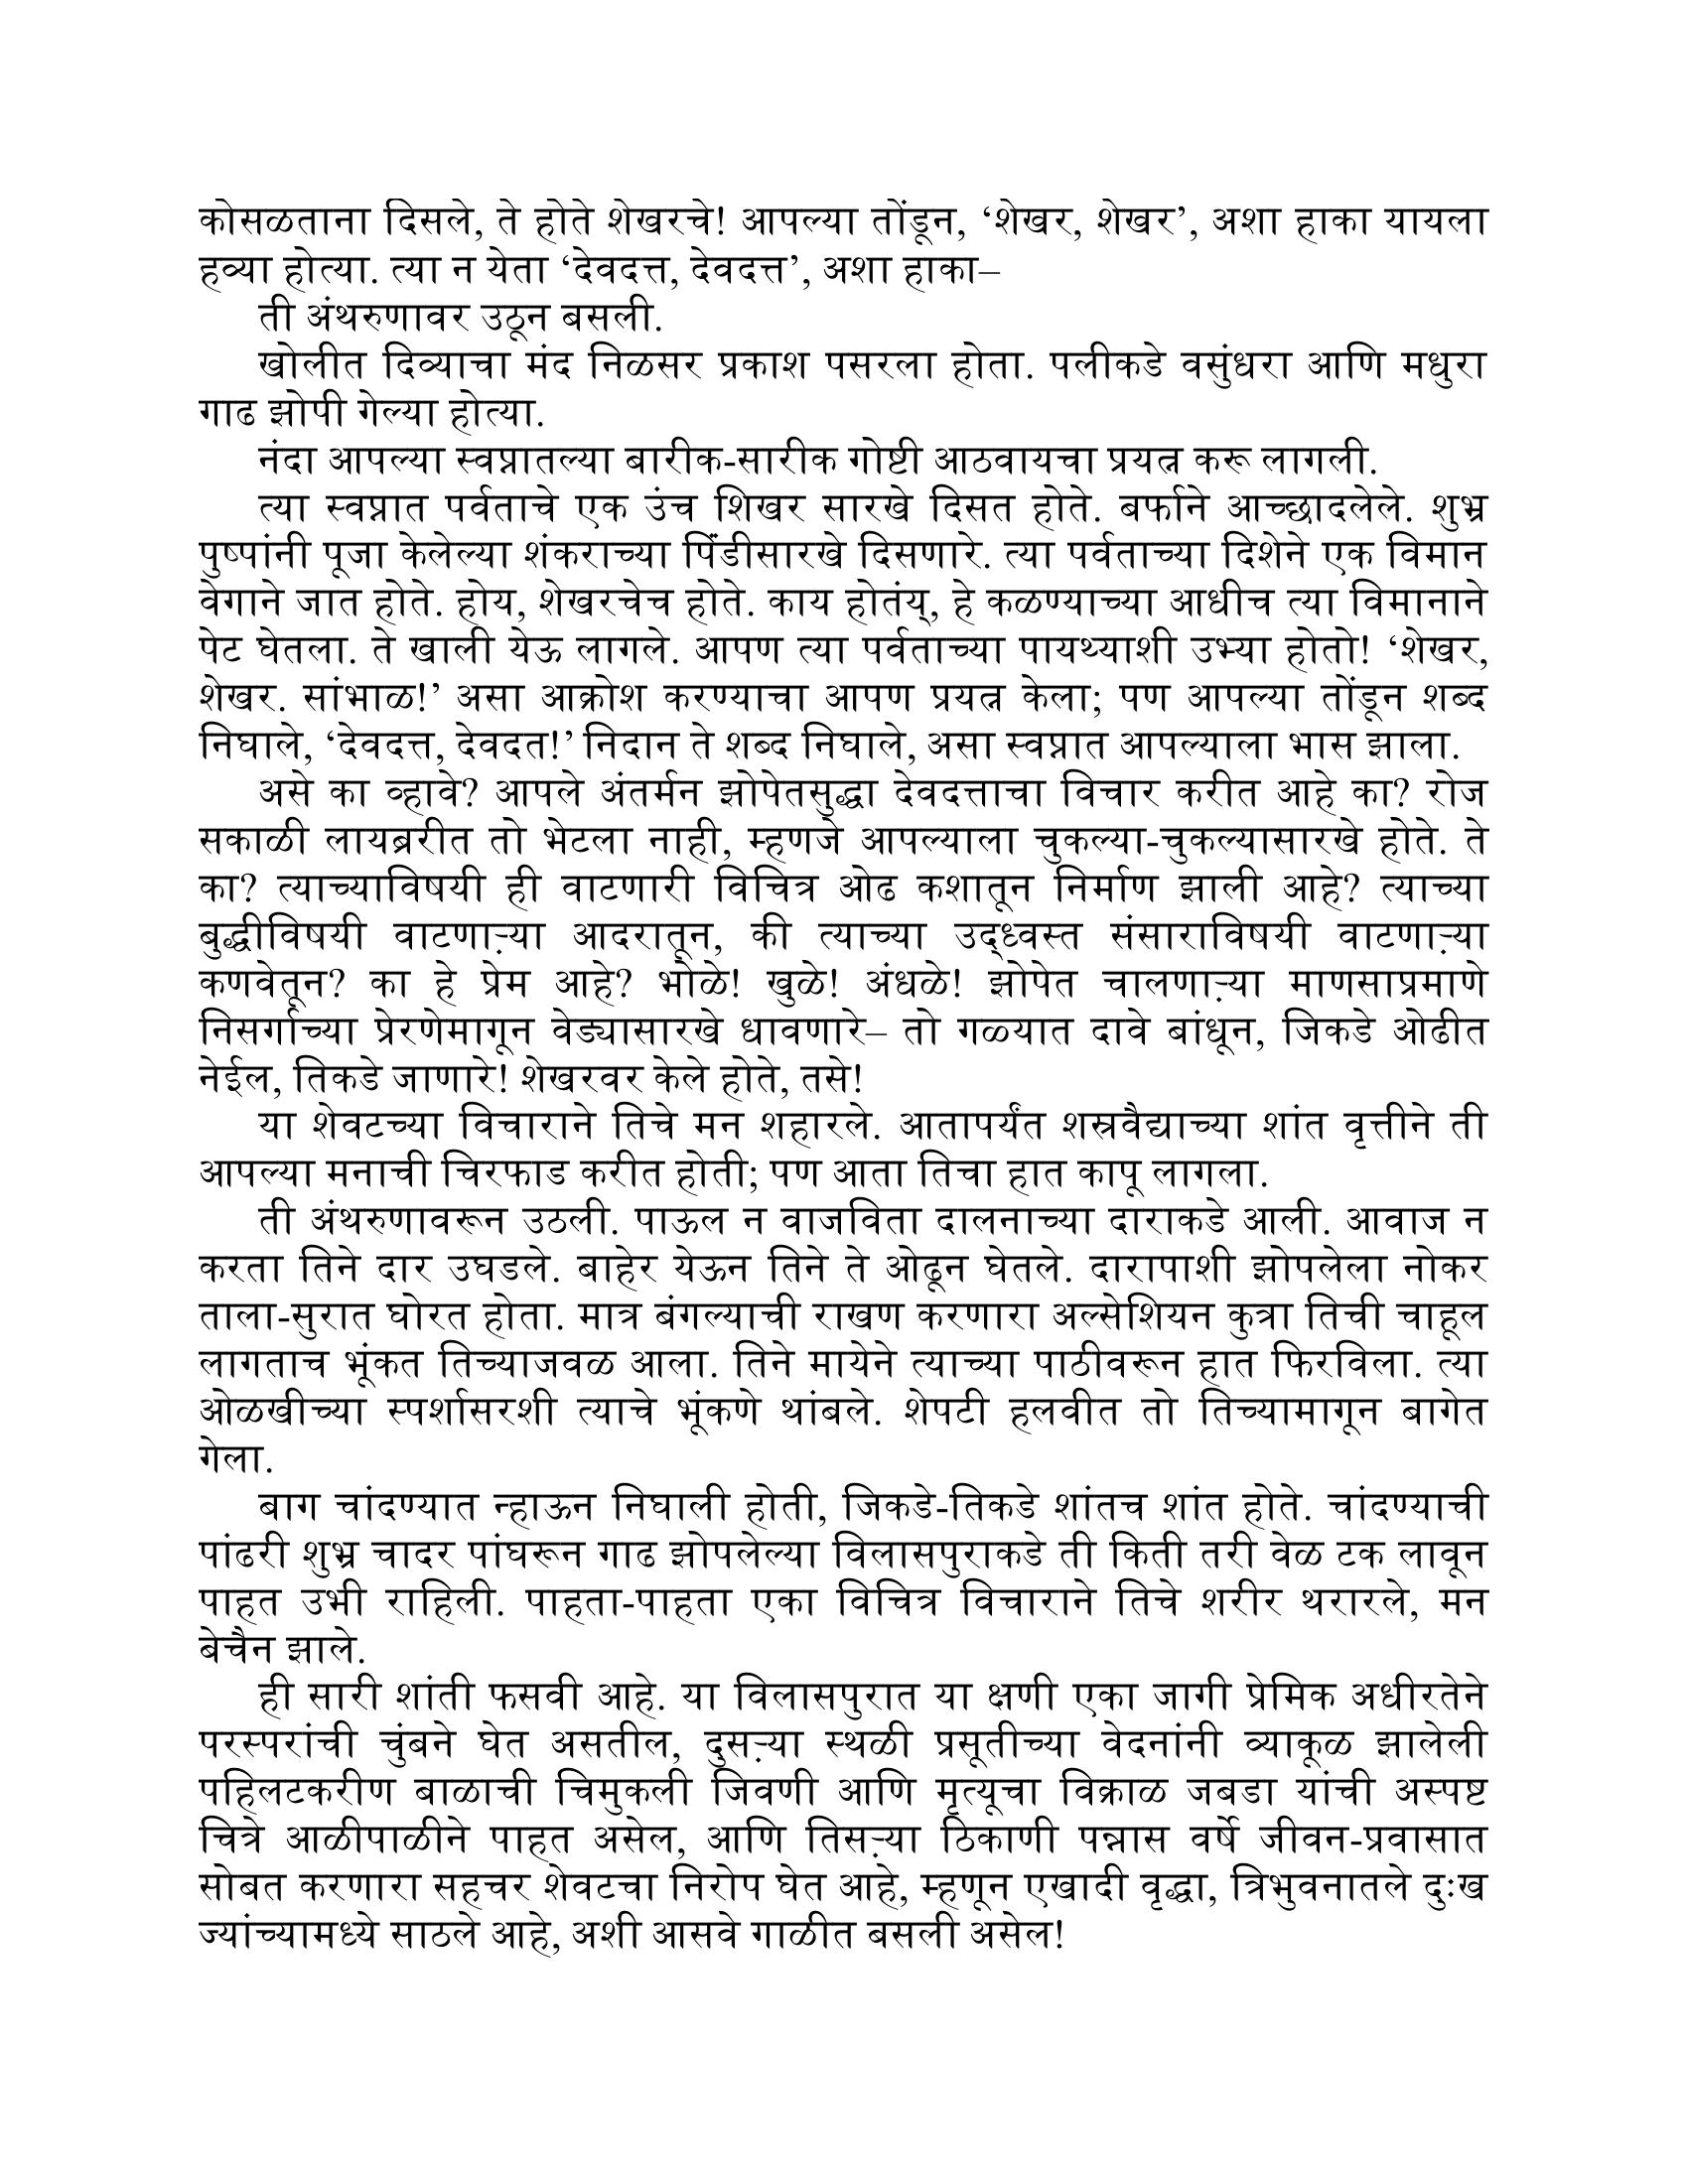 कोसळताना दिसले, ते होते शेखरचे! आपल्या तोंडून, ‘शेखर, शेखर’, अशा हाका यायला
हव्या होत्या. त्या न येता ‘देवदत्त, देवदत्त’, अशा हाका–
ती अंथरुणावर उठून बसली.
खोलीत दिव्याचा मंद निळसर प्रकाश पसरला होता. पलीकडे वसुंधरा आणि मधुरा
गाढ झोपी गेल्या होत्या.
नंदा आपल्या स्वप्नातल्या बारीक-सारीक गोष्टी आठवायचा प्रयत्न करू लागली.
त्या स्वप्नात पर्वताचे एक उंच शिखर सारखे दिसत होते. बर्फाने आच्छादलेले. शुभ्र
पुष्पांनी पूजा केलेल्या शंकराच्या पिंडीसारखे दिसणारे. त्या पर्वताच्या दिशेने एक विमान
वेगाने जात होते. होय, शेखरचेच होते. काय होतंय्, हे कळण्याच्या आधीच त्या विमानाने
पेट घेतला. ते खाली येऊ लागले. आपण त्या पर्वताच्या पायथ्याशी उभ्या होतो! ‘शेखर,
शेखर. सांभाळ!’ असा आक्रोश करण्याचा आपण प्रयत्न केला; पण आपल्या तोंडून शब्द
निघाले, ‘देवदत्त, देवदत!’ निदान ते शब्द निघाले, असा स्वप्नात आपल्याला भास झाला.
असे का व्हावे? आपले अंतर्मन झोपेतसुद्धा देवदत्ताचा विचार करीत आहे का? रोज
सकाळी लायब्ररीत तो भेटला नाही, म्हणजे आपल्याला चुकल्या-चुकल्यासारखे होते. ते
का? त्याच्याविषयी ही वाटणारी विचित्र ओढ कशातून निर्माण झाली आहे? त्याच्या
बुद्धीविषयी वाटणाऱ्या आदरातून, की त्याच्या उद्ध्वस्त संसाराविषयी वाटणाऱ्या
कणवेतून? का हे प्रेम आहे? भोळे! खुळे! अंधळे! झोपेत चालणाऱ्या माणसाप्रमाणे
निसर्गाच्या प्रेरणेमागून वेड्यासारखे धावणारे– तो गळ्यात दावे बांधून, जिकडे ओढीत
नेईल, तिकडे जाणारे! शेखरवर केले होते, तसे!
या शेवटच्या विचाराने तिचे मन शहारले. आतापर्यंत शस्त्रवैद्याच्या शांत वृत्तीने ती
आपल्या मनाची चिरफाड करीत होती; पण आता तिचा हात कापू लागला.
ती अंथरुणावरून उठली. पाऊल न वाजविता दालनाच्या दाराकडे आली. आवाज न
करता तिने दार उघडले. बाहेर येऊन तिने ते ओढून घेतले. दारापाशी झोपलेला नोकर
ताला-सुरात घोरत होता. मात्र बंगल्याची राखण करणारा अल्सेशियन कुत्रा तिची चाहूल
लागताच भूंकत तिच्याजवळ आला. तिने मायेने त्याच्या पाठीवरून हात फिरविला. त्या
ओळखीच्या स्पर्शासरशी त्याचे भूंकणे थांबले. शेपटी हलवीत तो तिच्यामागून बागेत
गेला.
बाग चांदण्यात न्हाऊन निघाली होती, जिकडे-तिकडे शांतच शांत होते. चांदण्याची
पांढरी शुभ्र चादर पांघरून गाढ झोपलेल्या विलासपुराकडे ती किती तरी वेळ टक लावून
पाहत उभी राहिली. पाहता-पाहता एका विचित्र विचाराने तिचे शरीर थरारले, मन
बेचैन झाले.
ही सारी शांती फसवी आहे. या विलासपुरात या क्षणी एका जागी प्रेमिक अधीरतेने
परस्परांची चुंबने घेत असतील, दुसऱ्या स्थळी प्रसूतीच्या वेदनांनी व्याकूळ झालेली
पहिलटकरीण बाळाची चिमुकली जिवणी आणि मृत्यूचा विक्राळ जबडा यांची अस्पष्ट
चित्रे आळीपाळीने पाहत असेल, आणि तिसऱ्या ठिकाणी पन्नास वर्षे जीवन-प्रवासात
सोबत करणारा सहचर शेवटचा निरोप घेत आहे, म्हणून एखादी वृद्धा, त्रिभुवनातले दुःख
ज्यांच्यामध्ये साठले आहे, अशी आसवे गाळीत बसली असेल!